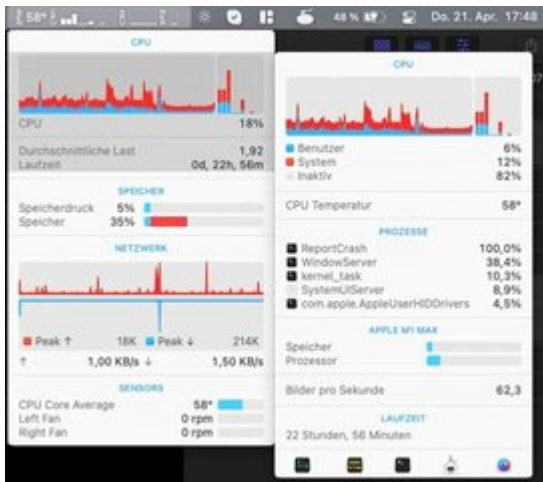 58°
48 %
Do. 21. Apr. 17:48
CPU
CPU 18%
Durchschnittliche Last 1,92
Laufzeit 0d, 22h, 56m
SPEICHER
Speicherdruck 5%
Speicher 35%
NETZWERK
Peak ↑ 18K Peak ↓ 214K
↑ 1,00 KB/s ↓ 1,50 KB/s
SENSORS
CPU Core Average 58°
Left Fan 0 rpm
Right Fan 0 rpm
CPU
Benutzer 6%
System 12%
Inaktiv 82%
CPU Temperatur 58°
PROZESSE
ReportCrash 100,0%
WindowServer 38,4%
kernel_task 10,3%
SystemUIServer 8,9%
com.apple.AppleUserHIDDrivers 4,5%
APPLE M1 MAX
Speicher
Prozessor
Bilder pro Sekunde 62,3
LAUFZEIT
22 Stunden, 56 Minuten